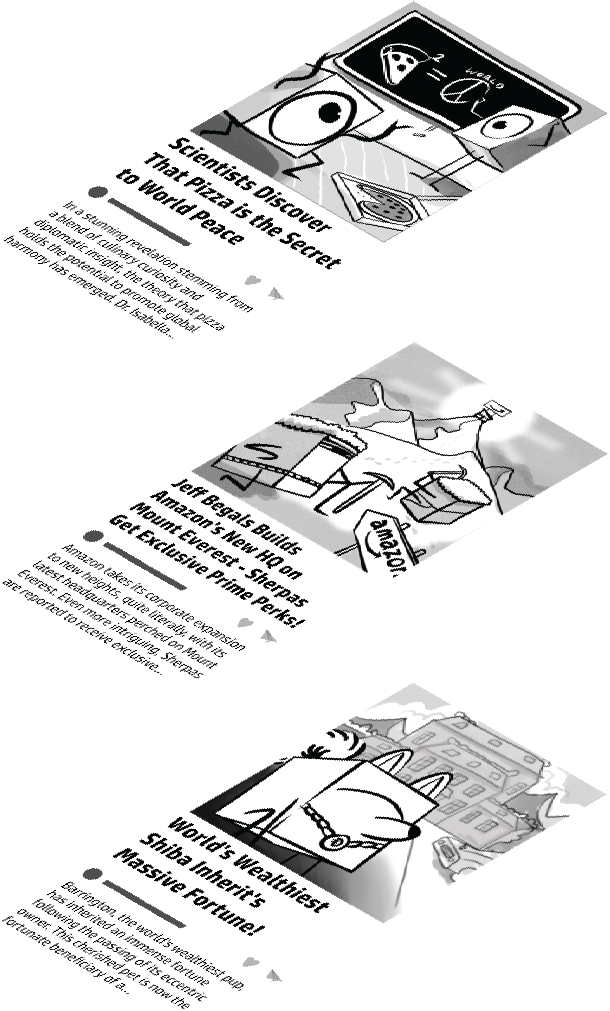 2
=
WORLD
Scientists Discover
That Pizza is the Secret
to World Peace
In a stunning revelation stemming from
a blend of culinary curiosity and
diplomatic insight, the theory that pizza
holds the potential to promote global
harmony has emerged. Dr. Isabella...
amazon
Jeff Begals Builds
Amazon's New HQ on
Mount Everest - Sherpas
Get Exclusive Prime Perks!
Amazon takes its corporate expansion
to new heights, quite literally, with its
latest headquarters perched on Mount
Everest. Even more intriguing, Sherpas
are reported to receive exclusive...
World's Wealthiest
Shiba Inherit's
Massive Fortune!
Barrington, the world's wealthiest pup,
has inherited an immense fortune
following the passing of its eccentric
owner. This cherished pet is now the
fortunate beneficiary of a...